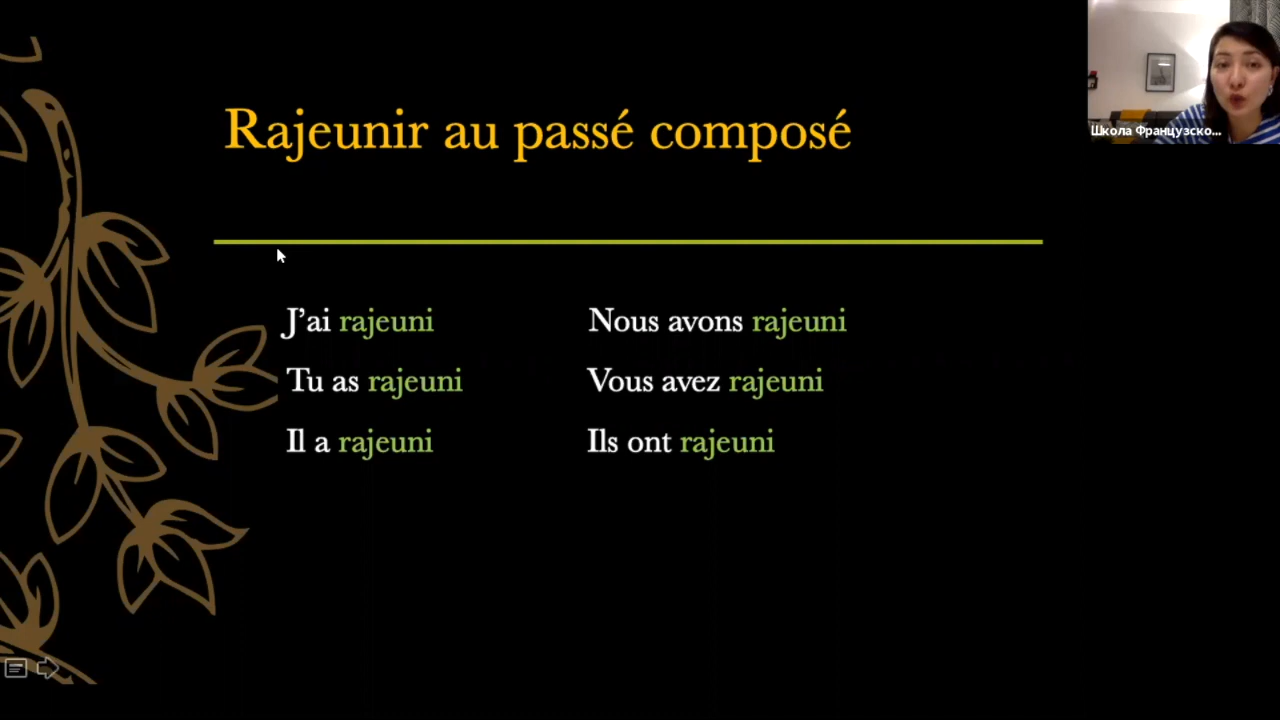 Rajeunir au passé composé
Школа Французско...
J’ai rajeuni
Tu as rajeuni
Il a rajeuni
Nous avons rajeuni
Vous avez rajeuni
Ils ont rajeuni